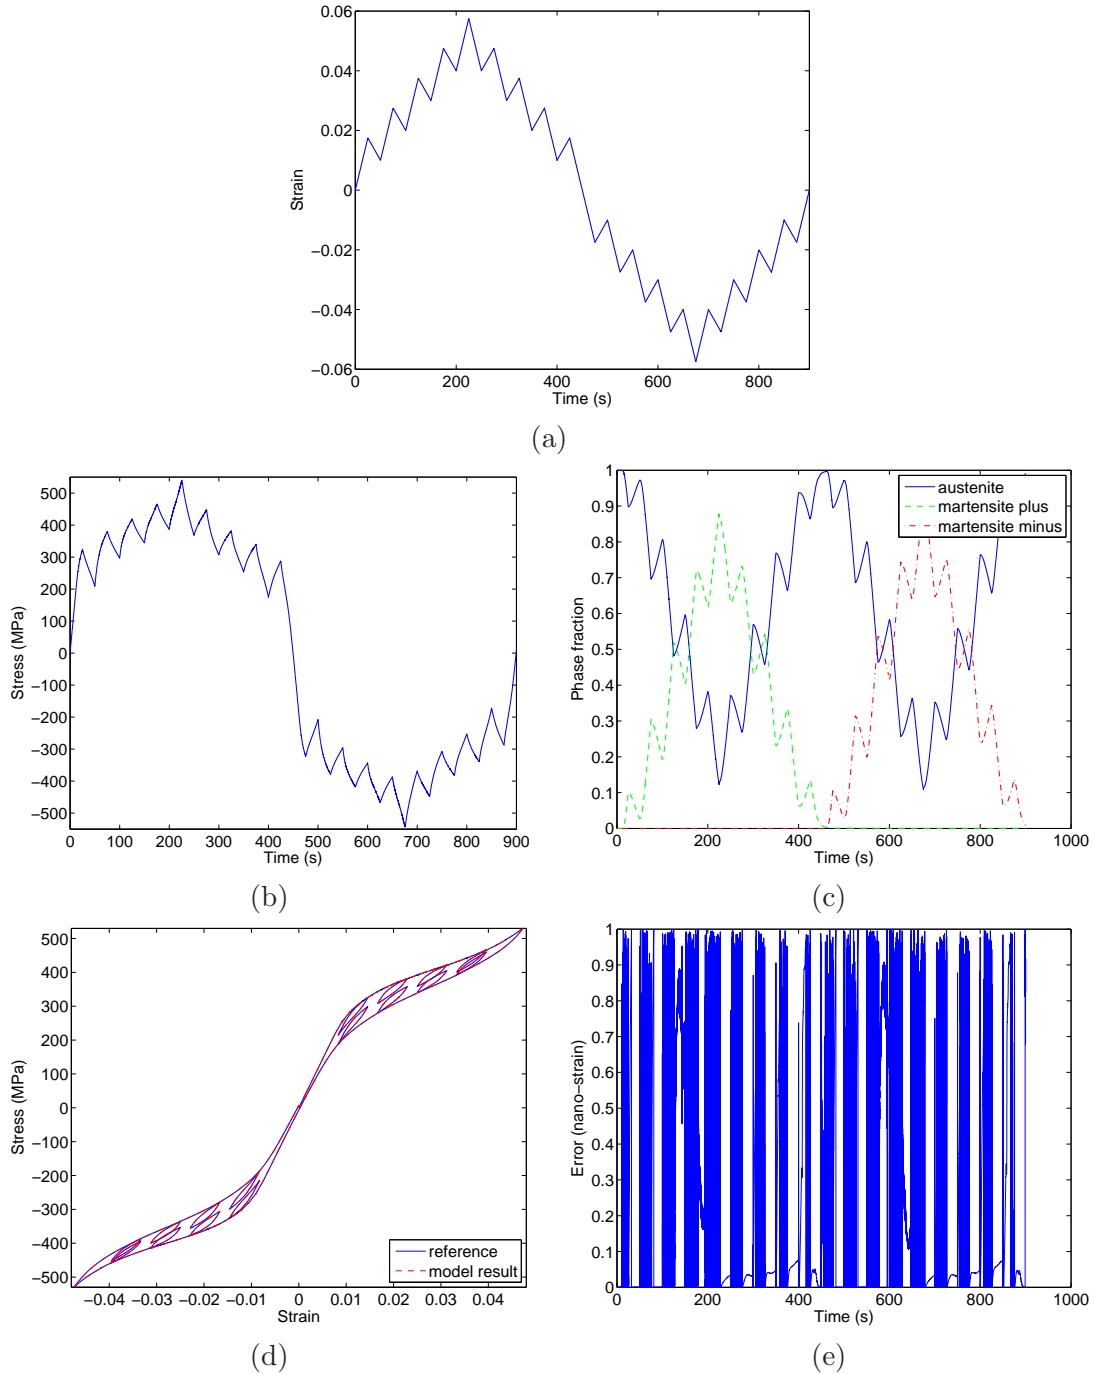 0.06
0.04
0.02
0
−0.02
−0.04
−0.06
Strain
0 200 400 600 800
Time (s)
(a)
500
400
300
200
100
0
−100
−200
−300
−400
−500
Stress (MPa)
0 100 200 300 400 500 600 700 800 900
Time (s)
(b)
1
0.9
0.8
0.7
0.6
0.5
0.4
0.3
0.2
0.1
0
Phase fraction
austenite
martensite plus
martensite minus
0 200 400 600 800 1000
Time (s)
(c)
500
400
300
200
100
0
−100
−200
−300
−400
−500
Stress (MPa)
reference
model result
−0.04 −0.03 −0.02 −0.01 0 0.01 0.02 0.03 0.04
Strain
(d)
1
0.9
0.8
0.7
0.6
0.5
0.4
0.3
0.2
0.1
0
Error (nano−strain)
0 200 400 600 800 1000
Time (s)
(e)